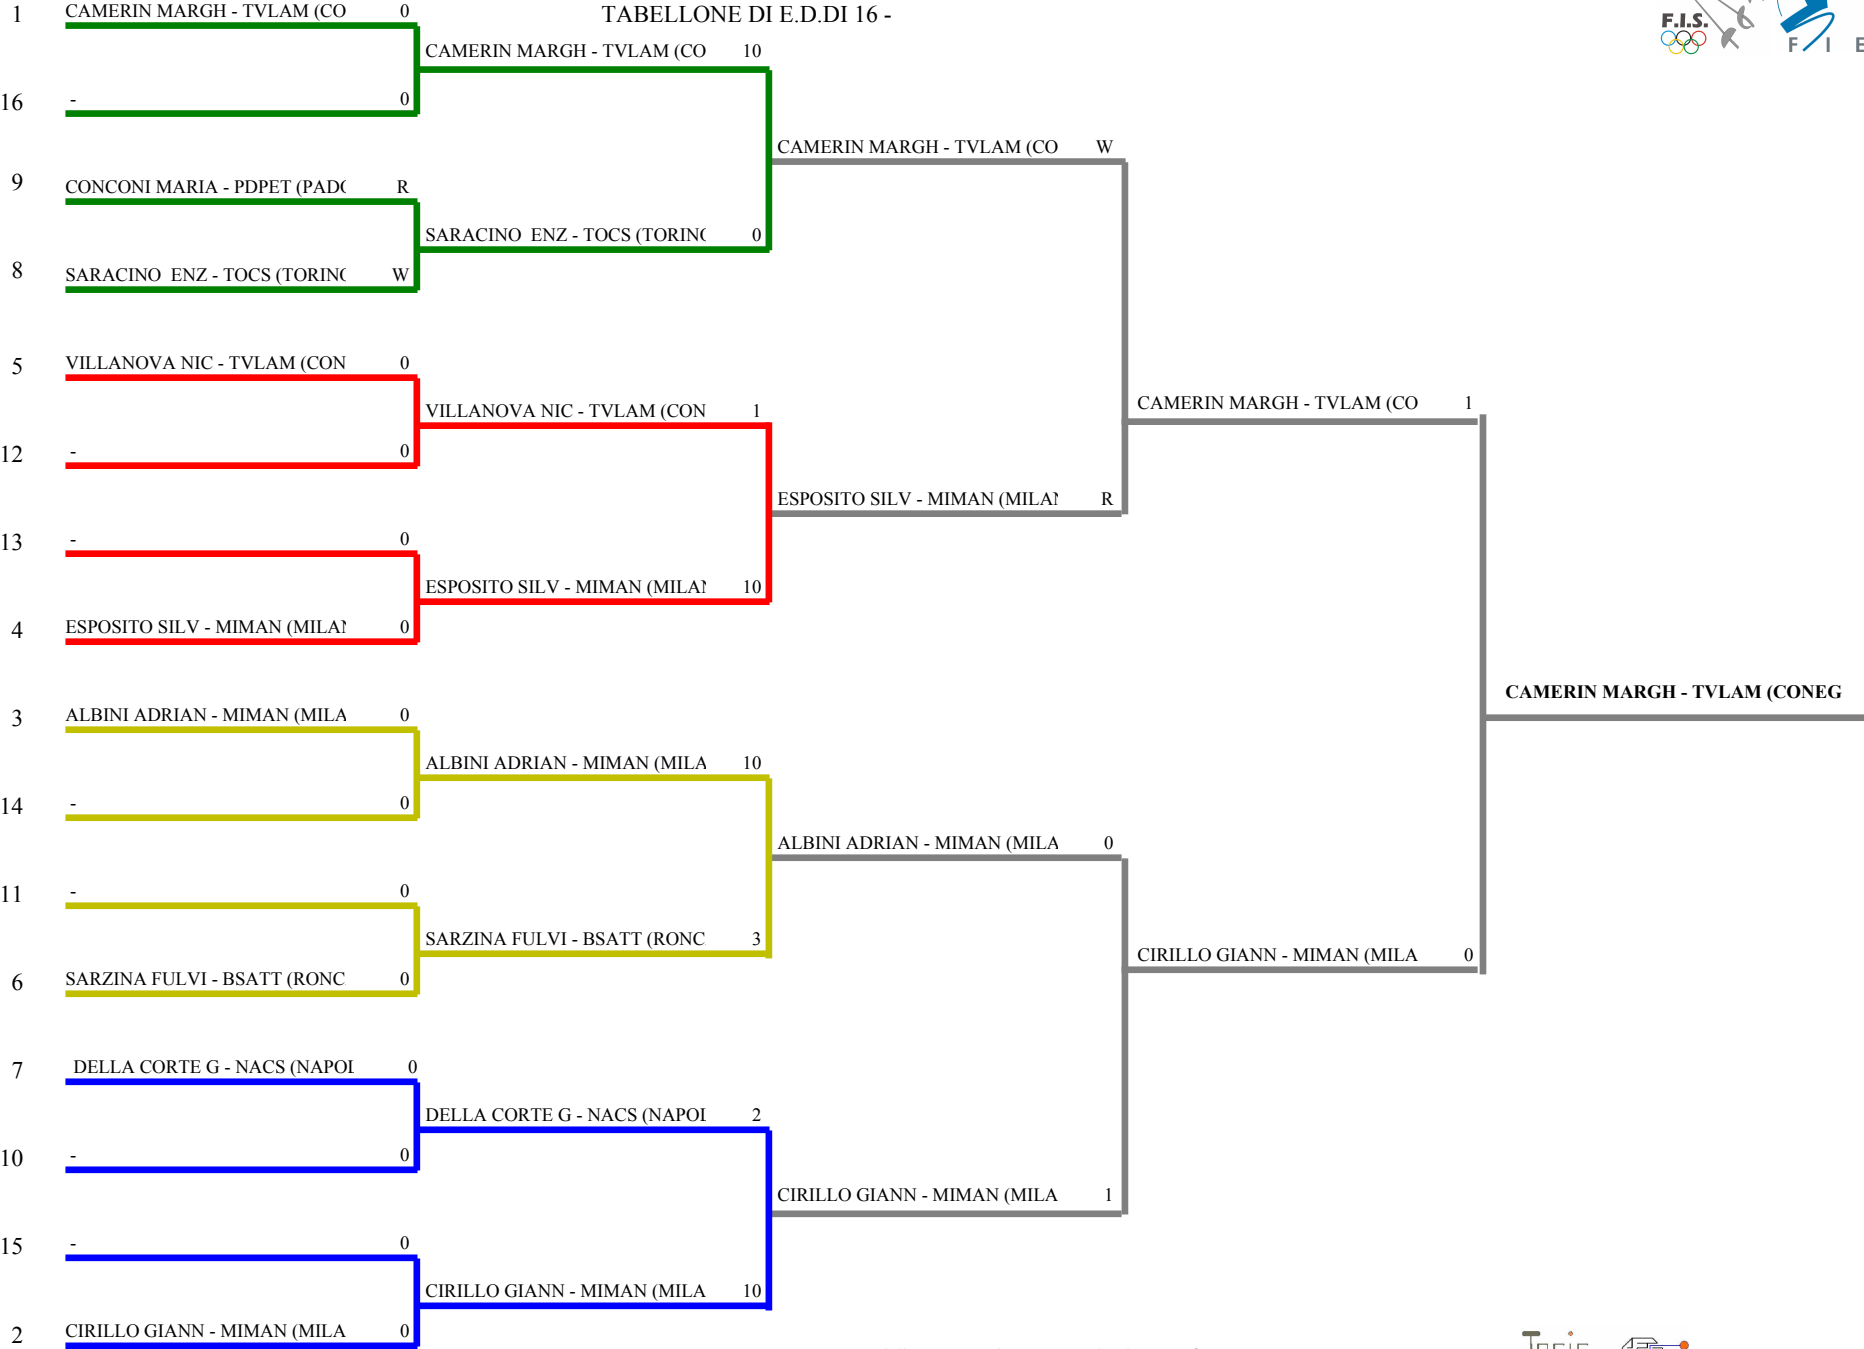 TABELLONE DI E.D.DI 16 -
F.I.S.
F I E
1 CAMERIN MARGH - TVLAM (CO 0
CAMERIN MARGH - TVLAM (CO 10
16 - 0
CAMERIN MARGH - TVLAM (CO W
9 CONCONI MARIA - PDPET (PADO R
SARACINO ENZ - TOCS (TORINO 0
8 SARACINO ENZ - TOCS (TORINO W
5 VILLANOVA NIC - TVLAM (CON 0
VILLANOVA NIC - TVLAM (CON 1
CAMERIN MARGH - TVLAM (CO 1
12 - 0
ESPOSITO SILV - MIMAN (MILAN R
13 - 0
ESPOSITO SILV - MIMAN (MILAN 10
4 ESPOSITO SILV - MIMAN (MILAN 0
CAMERIN MARGH - TVLAM (CONEG
3 ALBINI ADRIAN - MIMAN (MILA 0
ALBINI ADRIAN - MIMAN (MILA 10
14 - 0
ALBINI ADRIAN - MIMAN (MILA 0
11 - 0
SARZINA FULVI - BSATT (RONC 3
CIRILLO GIANN - MIMAN (MILA 0
6 SARZINA FULVI - BSATT (RONC 0
7 DELLA CORTE G - NACS (NAPOL 0
DELLA CORTE G - NACS (NAPOL 2
10 - 0
CIRILLO GIANN - MIMAN (MILA 1
15 - 0
CIRILLO GIANN - MIMAN (MILA 10
2 CIRILLO GIANN - MIMAN (MILA 0